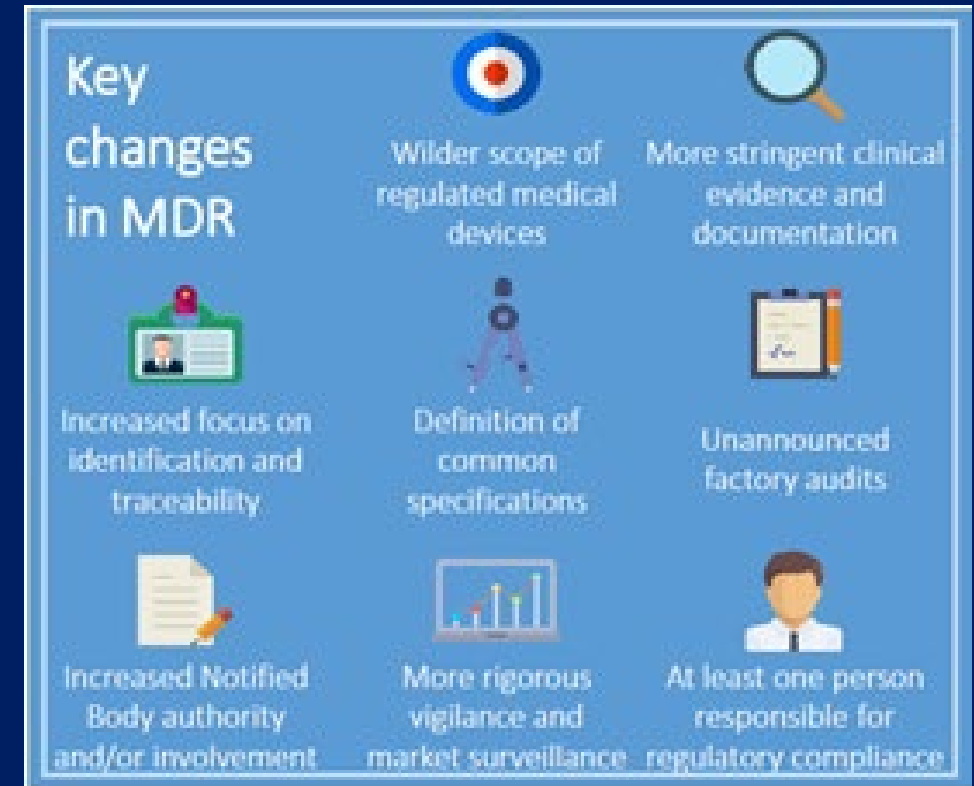 Key
changes
in MDR
Wilder scope of
regulated medical
devices
More stringent clinical
evidence and
documentation
Increased focus on
identification and
traceability
Definition of
common
specifications
Unannounced
factory audits
Increased Notified
Body authority
and/or involvement
More rigorous
vigilance and
market surveillance
At least one person
responsible for
regulatory compliance